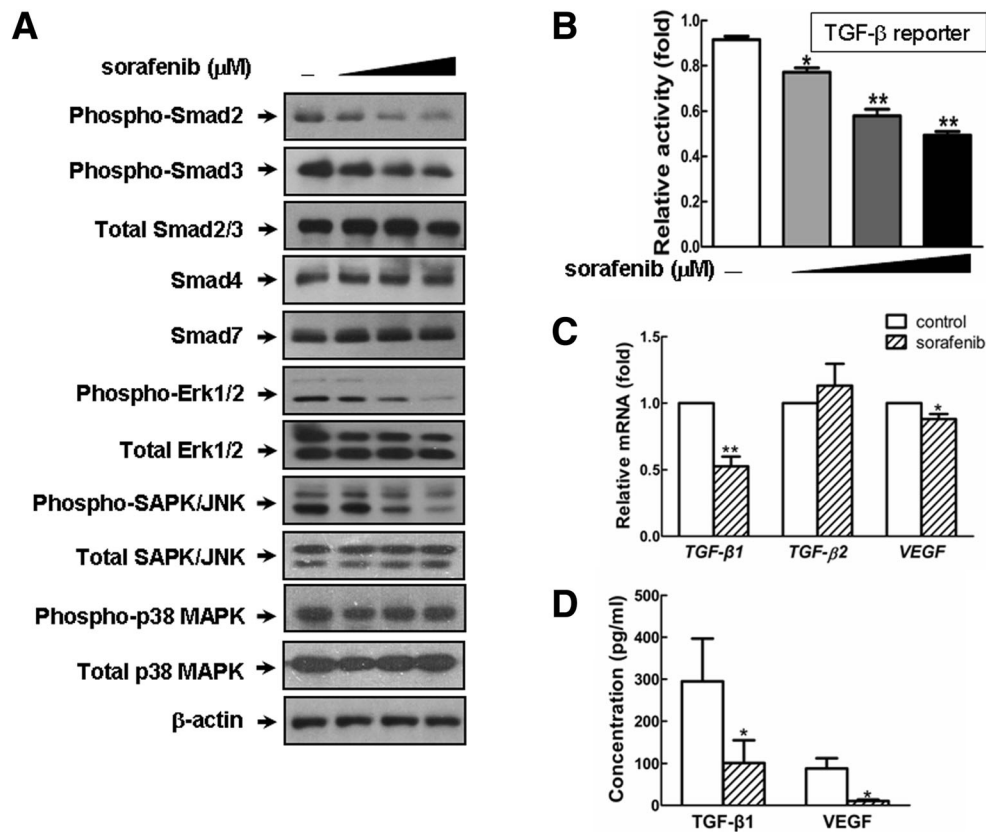 A
sorafenib (μM)
–
Phospho-Smad2
Phospho-Smad3
Total Smad2/3
Smad4
Smad7
Phospho-Erk1/2
Total Erk1/2
Phospho-SAPK/JNK
Total SAPK/JNK
Phospho-p38 MAPK
Total p38 MAPK
β-actin
B
TGF-β reporter
Relative activity (fold)
1.0
0.8
0.6
0.4
0.2
0.0
*
**
**
sorafenib (μM)
–
C
control
sorafenib
Relative mRNA (fold)
1.5
1.0
0.5
0.0
**
*
TGF-β1
TGF-β2
VEGF
D
Concentration (pg/ml)
500
400
300
200
100
0
*
*
TGF-β1
VEGF